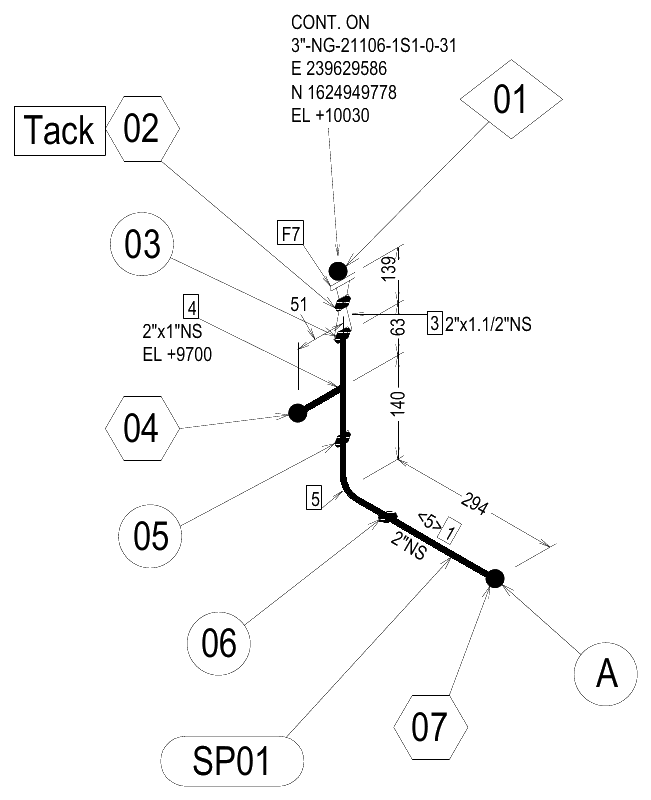 CONT. ON
3"-NG-21106-1S1-0-31
E 239629586
N 1624949778
EL +10030
01
Tack
02
03
F7
139
51
4
2"x1"NS
EL +9700
63
3
2"x1.1/2"NS
140
04
5
05
294
<5>
1
2"NS
06
A
07
SP01